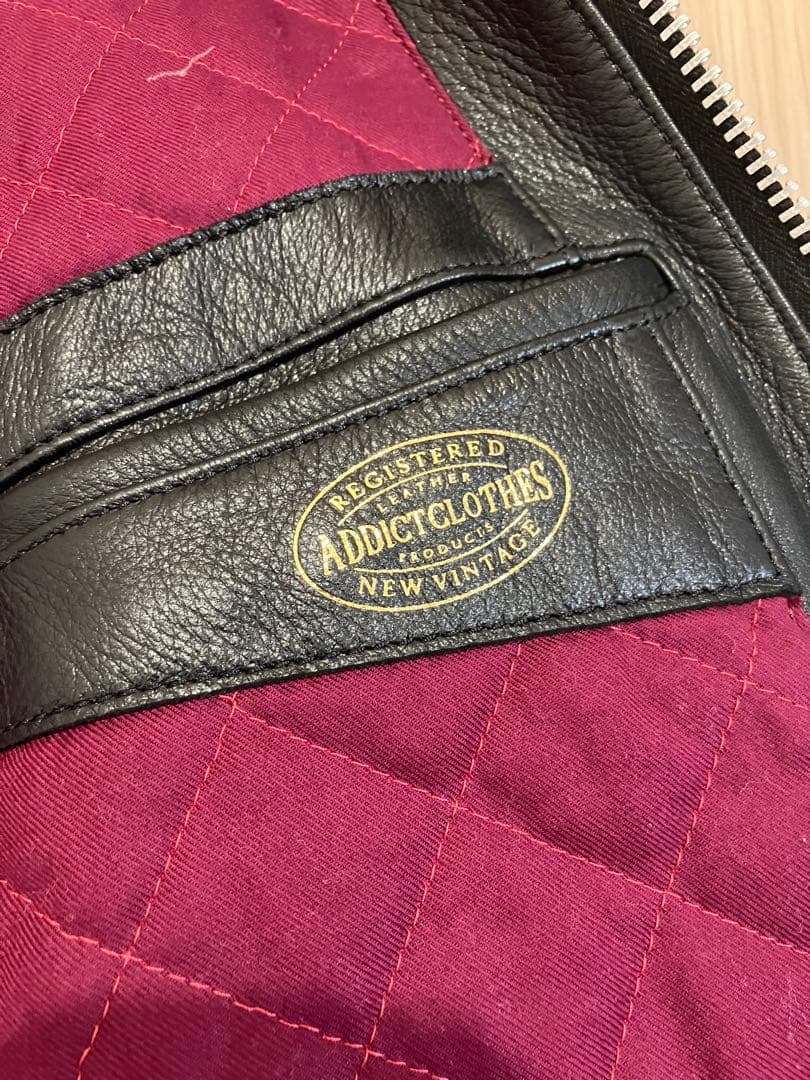 REGISTERED
LEATHER
ADDICTCLOTHES
PRODUCTS
NEW VINTAGE